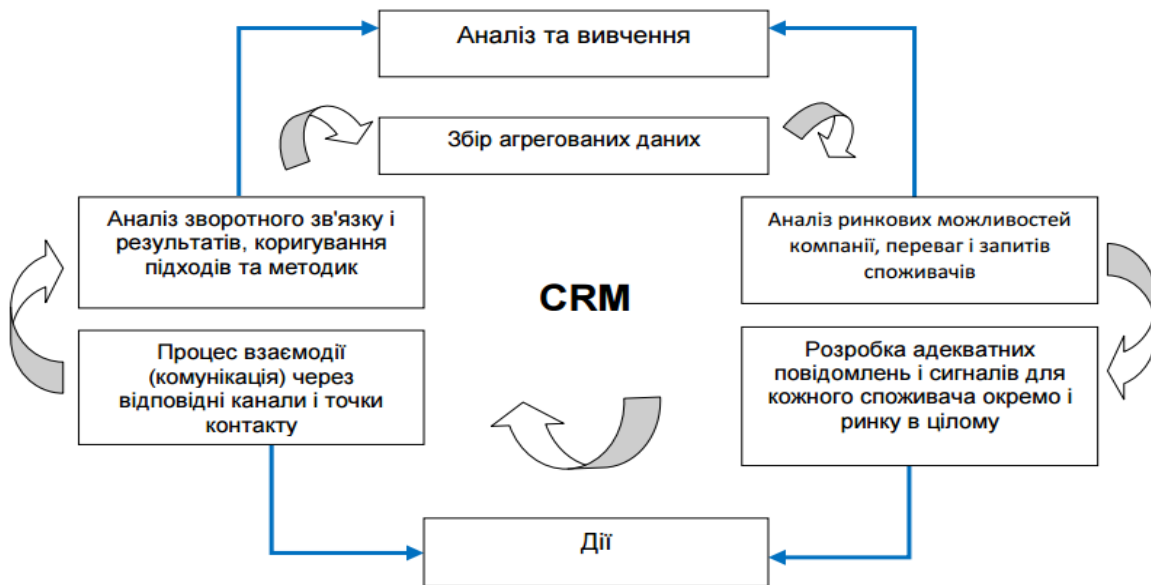 Аналіз та вивчення
Збір агрегованих даних
Аналіз зворотного зв'язку і
результатів, коригування
підходів та методик
Аналіз ринкових можливостей
компанії, переваг і запитів
споживачів
CRM
Процес взаємодії
(комунікація) через
відповідні канали і точки
контакту
Розробка адекватних
повідомлень і сигналів для
кожного споживача окремо і
ринку в цілому
Дії